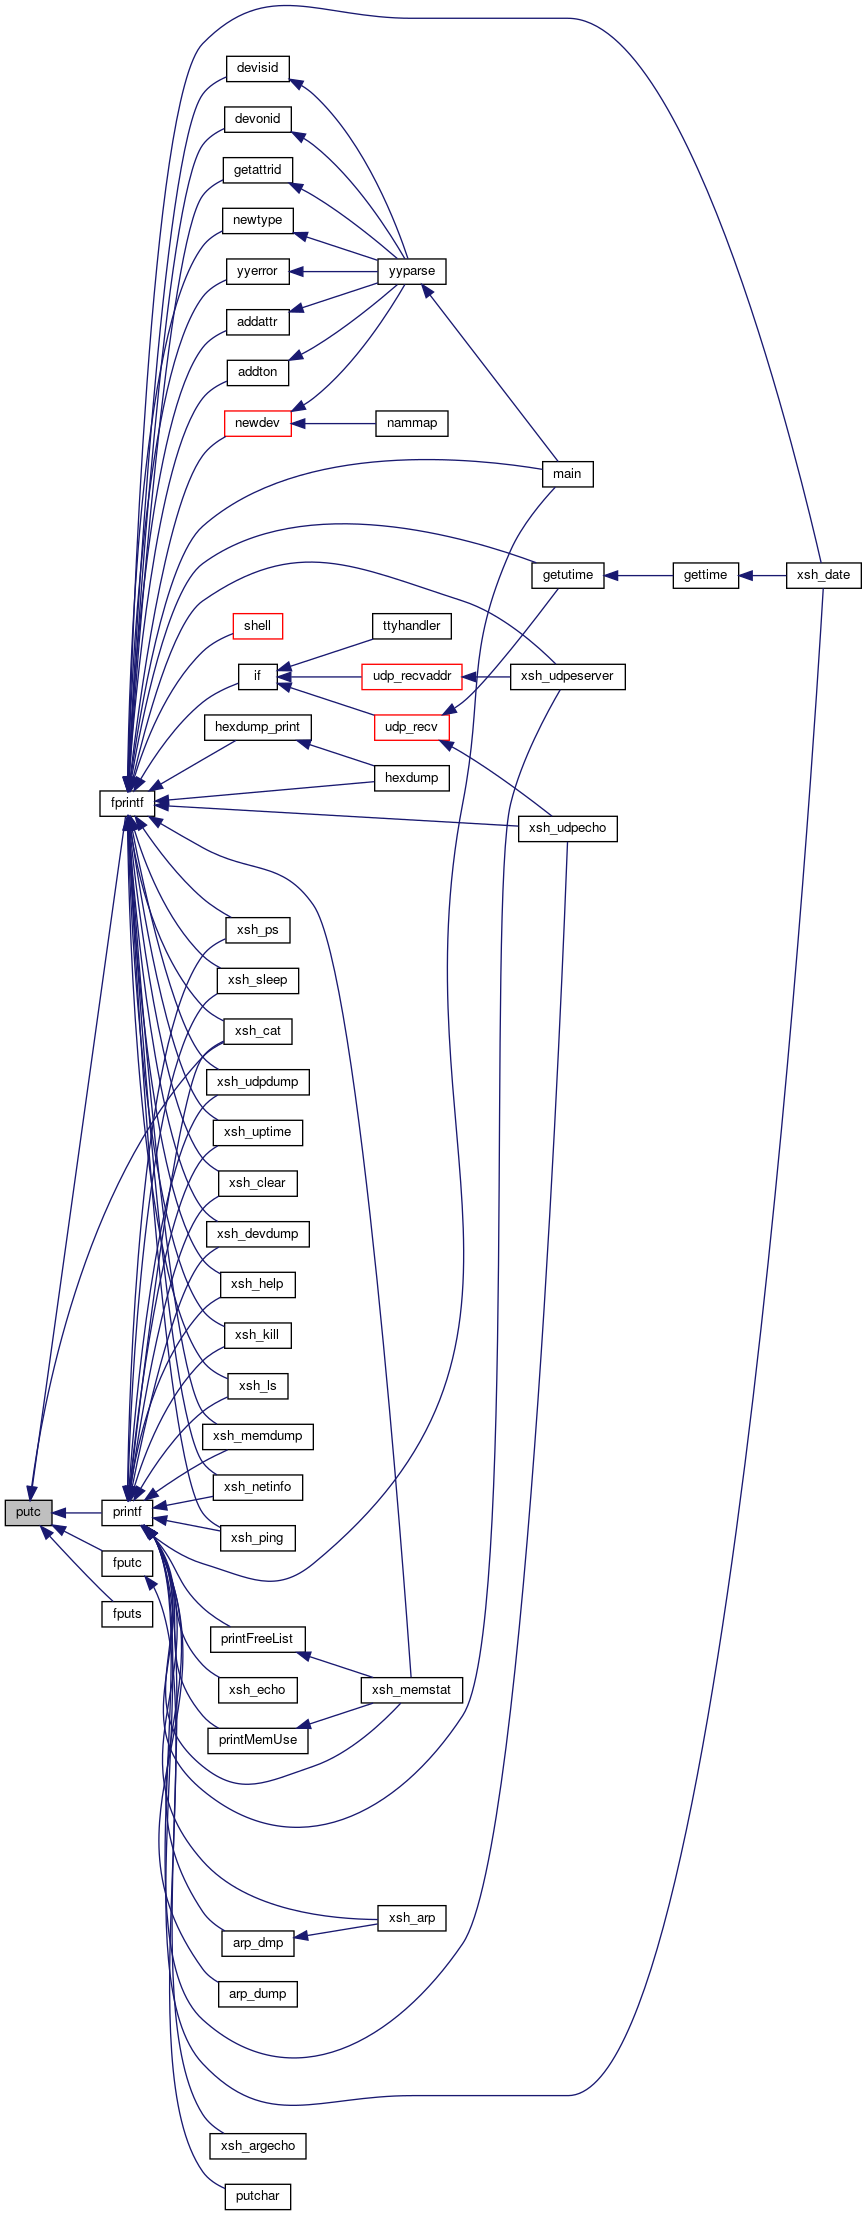 devisid
devonid
getattrid
newtype
yyerror
yyparse
addattr
addton
newdev
nammap
main
getutime
gettime
xsh_date
shell
ttyhandler
if
udp_recvaddr
xsh_udpeserver
hexdump_print
udp_recv
hexdump
fprintf
xsh_udpecho
xsh_ps
xsh_sleep
xsh_cat
xsh_udpdump
xsh_uptime
xsh_clear
xsh_devdump
xsh_help
xsh_kill
xsh_ls
xsh_memdump
xsh_netinfo
putc
printf
xsh_ping
fputc
fputs
printFreeList
xsh_echo
xsh_memstat
printMemUse
xsh_arp
arp_dmp
arp_dump
xsh_argecho
putchar